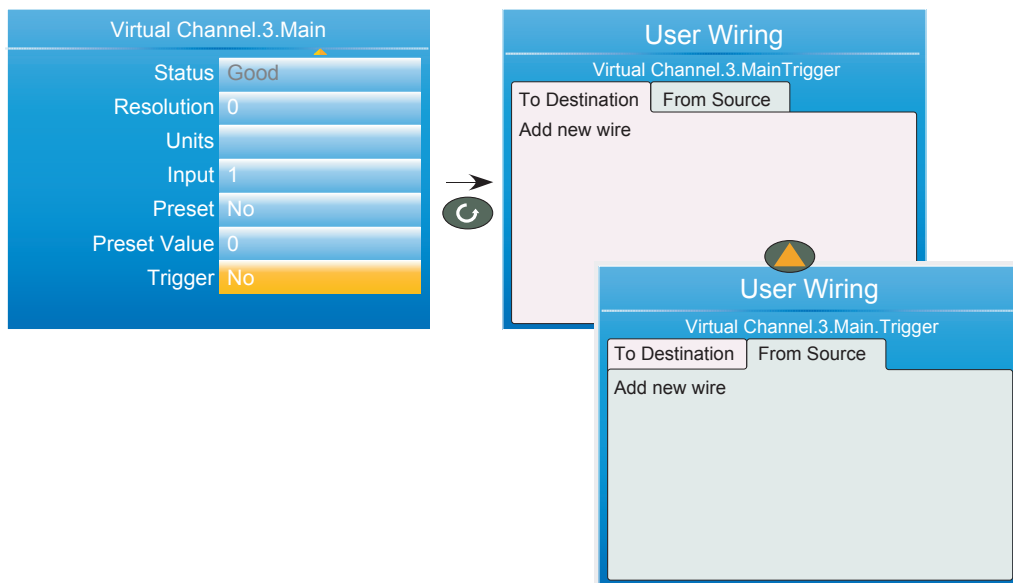 Virtual Channel.3.Main
Status Good
Resolution 0
Units
Input 1
Preset No
Preset Value 0
Trigger No
User Wiring
Virtual Channel.3.MainTrigger
To Destination From Source
Add new wire
User Wiring
Virtual Channel.3.Main.Trigger
To Destination From Source
Add new wire